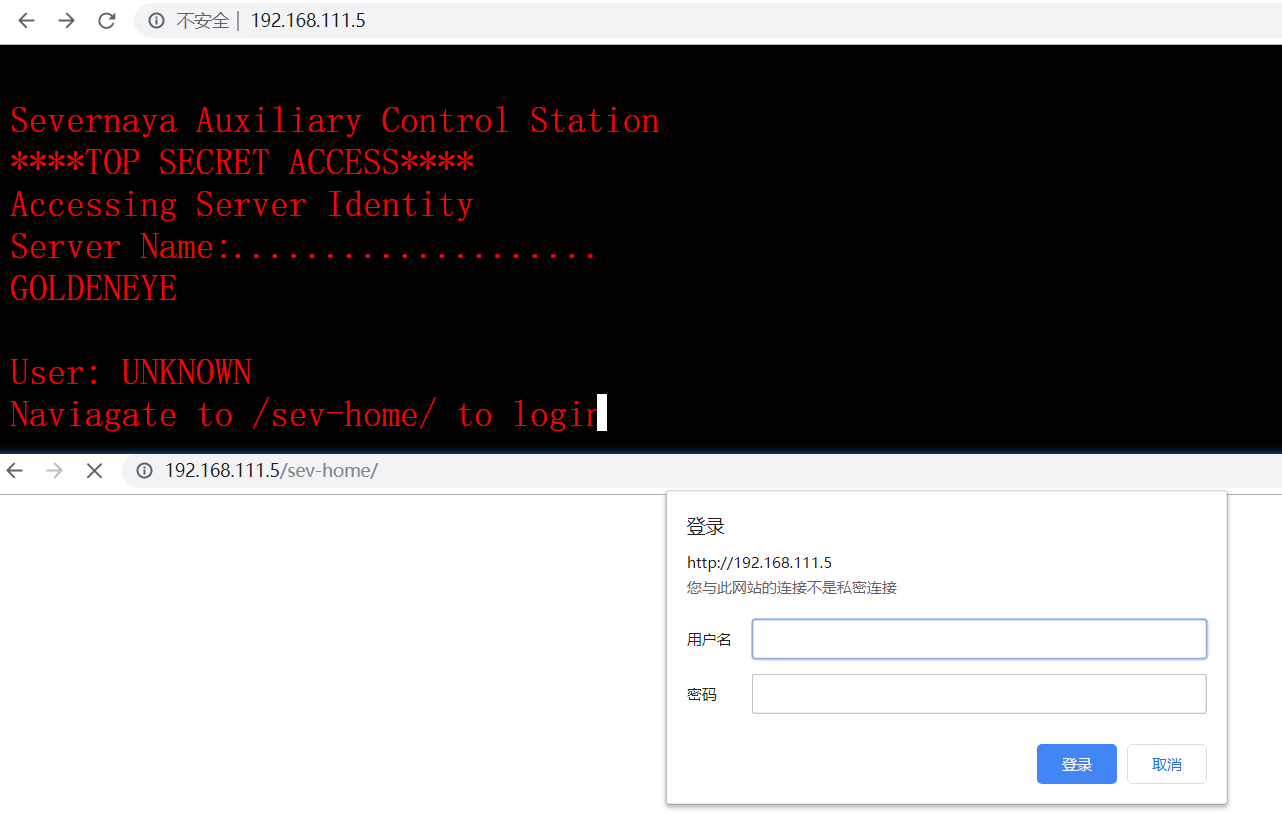 不安全 | 192.168.111.5
Severnaya Auxiliary Control Station
****TOP SECRET ACCESS****
Accessing Server Identity
Server Name:....................
GOLDENEYE
User: UNKNOWN
Naviagate to /sev-home/ to login
192.168.111.5/sev-home/
登录
http://192.168.111.5
您与此网站的连接不是私密连接
用户名
密码
登录 取消